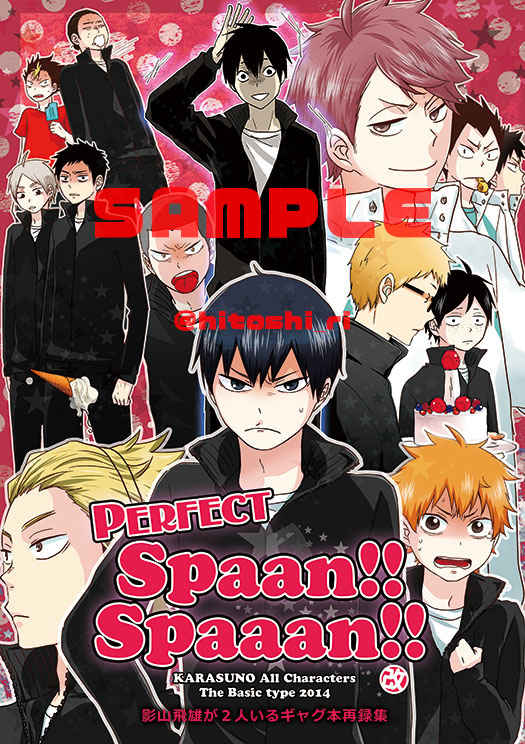 SAMPLE
@hitoshi_ri
PERFECT
Spaan!!
Spaaan!!
改
KARASUNO All Characters
The Basic type 2014
影山飛雄が２人いるギャグ本再録集